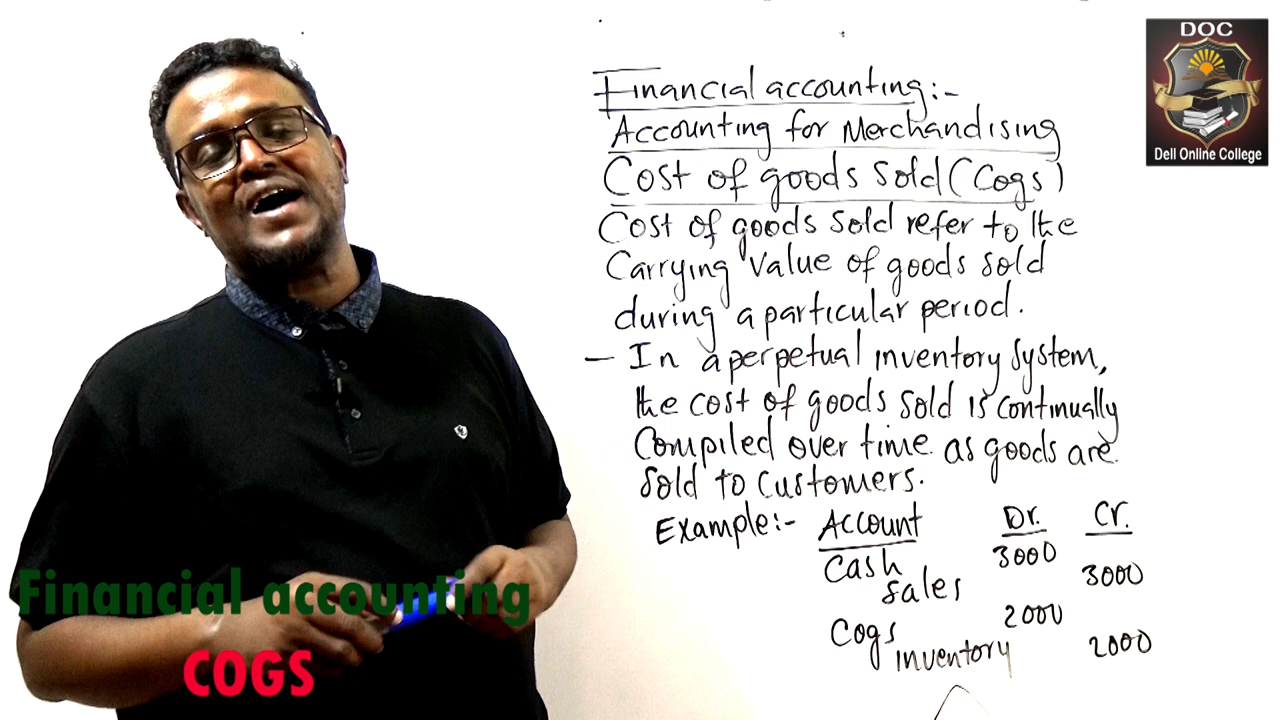 DOC
Dell Online College
Financial accounting:-
Accounting for Merchandising
Cost of goods Sold (Cogs)
Cost of goods sold refer to the
Carrying value of goods sold
during a particular period.
- In a perpetual inventory system,
the cost of goods sold is continually
Compiled over time as goods are
Sold to Customers.
Example:- Account Dr. Cr.
Cash 3000
Sales 3000
Cogs 2000
inventory 2000
Financial accounting
COGS